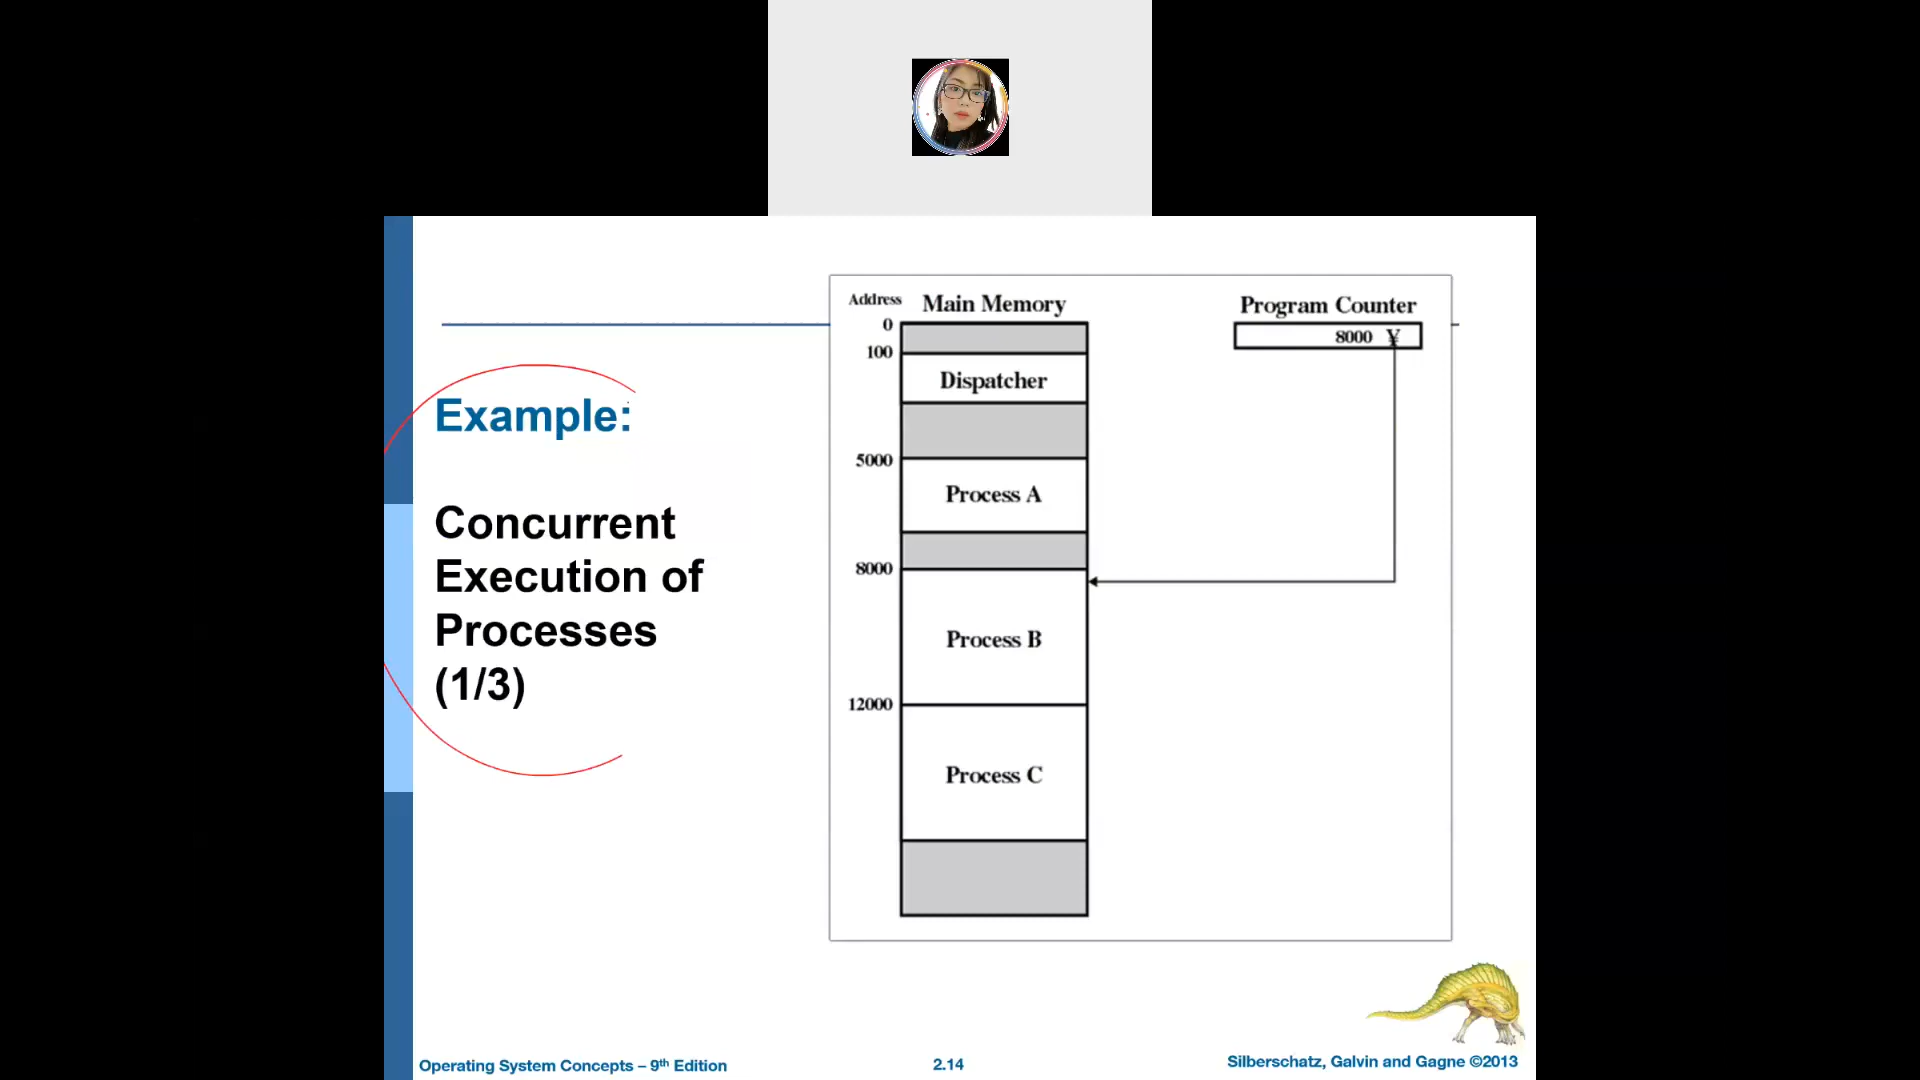 Address Main Memory Program Counter
0
8000
100
Dispatcher
Example:
5000
Process A
Concurrent
Execution of
Processes
(1/3)
8000
Process B
12000
Process C
Operating System Concepts – 9th Edition 2.14 Silberschatz, Galvin and Gagne ©2013